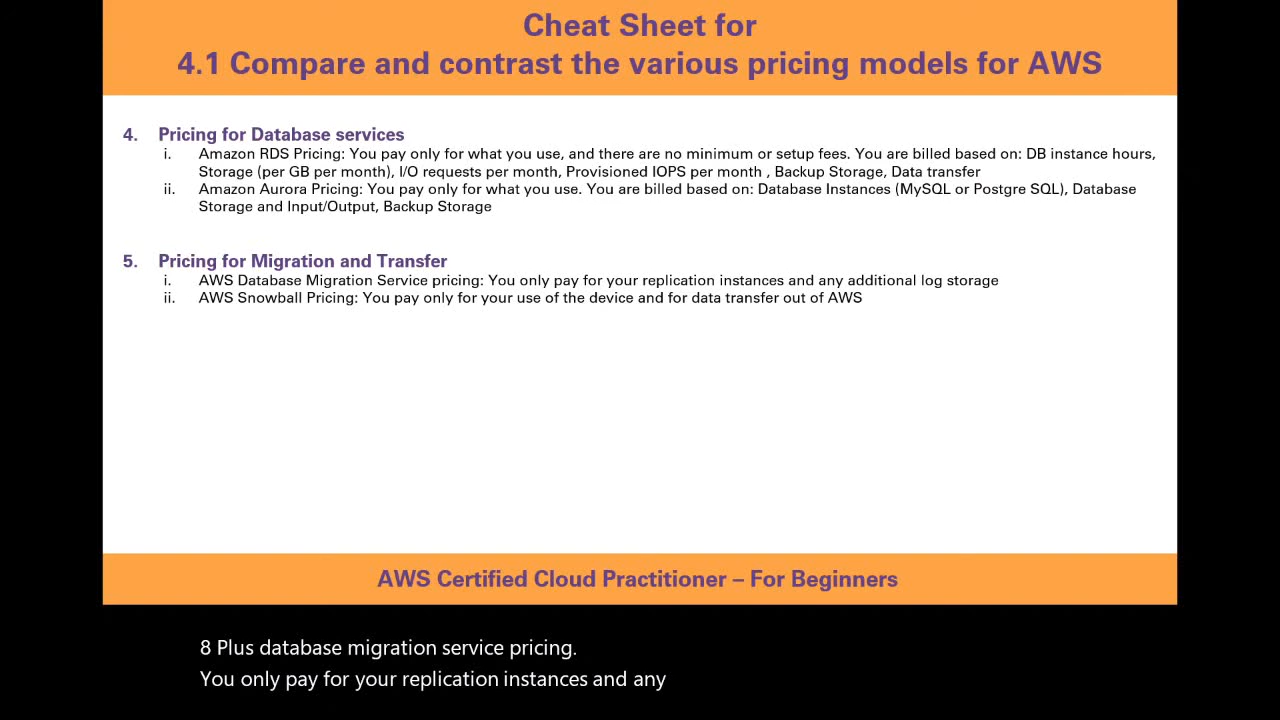 Cheat Sheet for
4.1 Compare and contrast the various pricing models for AWS
4. Pricing for Database services
i. Amazon RDS Pricing: You pay only for what you use, and there are no minimum or setup fees. You are billed based on: DB instance hours,
Storage (per GB per month), I/O requests per month, Provisioned IOPS per month , Backup Storage, Data transfer
ii. Amazon Aurora Pricing: You pay only for what you use. You are billed based on: Database Instances (MySQL or Postgre SQL), Database
Storage and Input/Output, Backup Storage
5. Pricing for Migration and Transfer
i. AWS Database Migration Service pricing: You only pay for your replication instances and any additional log storage
ii. AWS Snowball Pricing: You pay only for your use of the device and for data transfer out of AWS
AWS Certified Cloud Practitioner – For Beginners
8 Plus database migration service pricing.
You only pay for your replication instances and any